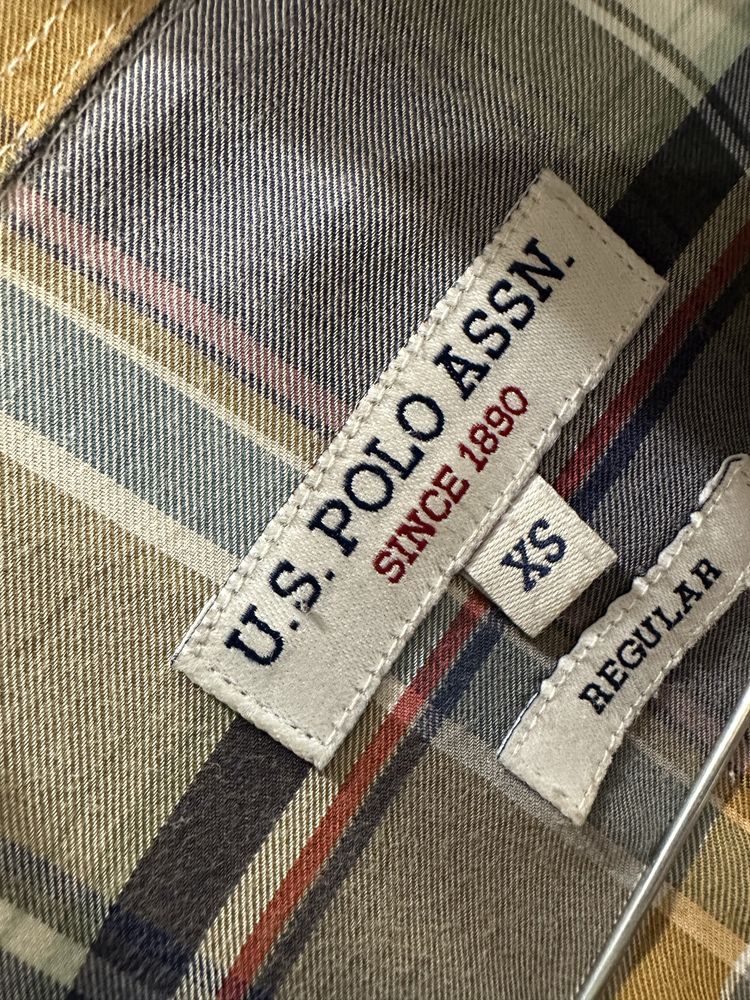 U.S. POLO ASSN.
SINCE 1890
XS
REGULAR